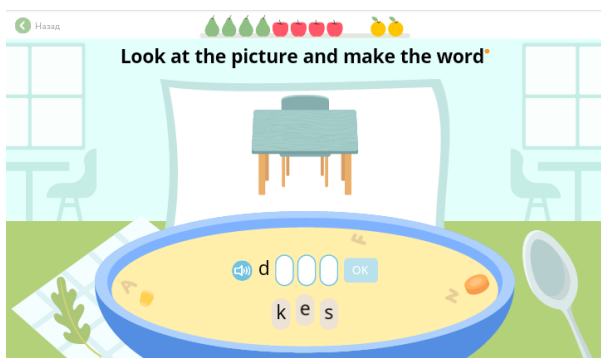 Назад
Look at the picture and make the word
A
F
N
d
OK
k e s